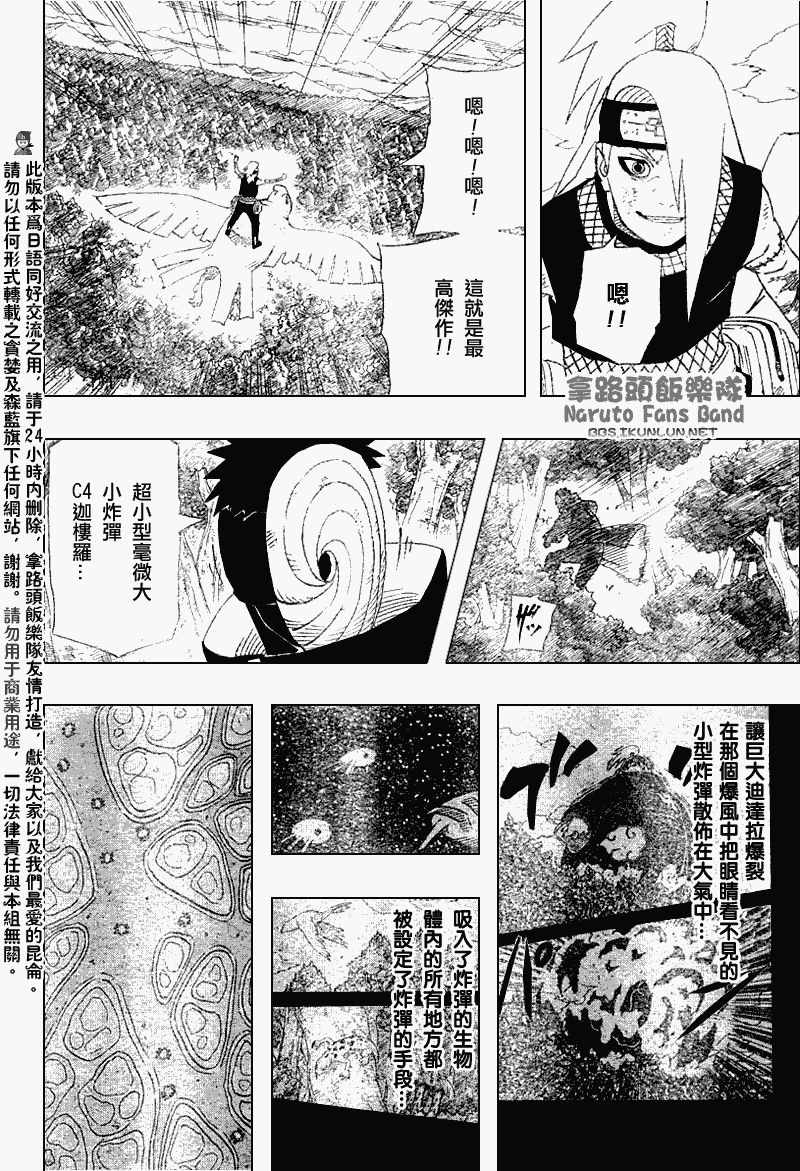 嗯!!
嗯!嗯!嗯!
這就是最
高傑作!!
拿路頭飯樂隊
Naruto Fans Band
BBS.IKUNLUN.NET
ザッ
超小型毫微大
小炸彈
C4迦樓羅…
讓巨大迪達拉爆裂
在那個爆風中把眼睛看不見的
小型炸彈散佈在大氣中…
吸入了炸彈的生物
體內的所有地方都
被設定了炸彈的手段…
此版本爲日語同好交流之用，請于24小時内刪除，拿路頭飯樂隊友情打造，獻給大家以及我們最愛的昆侖。
請勿以任何形式轉載之貪婪及森藍旗下任何網站，謝謝。請勿用于商業用途，一切法律責任與本組無關。